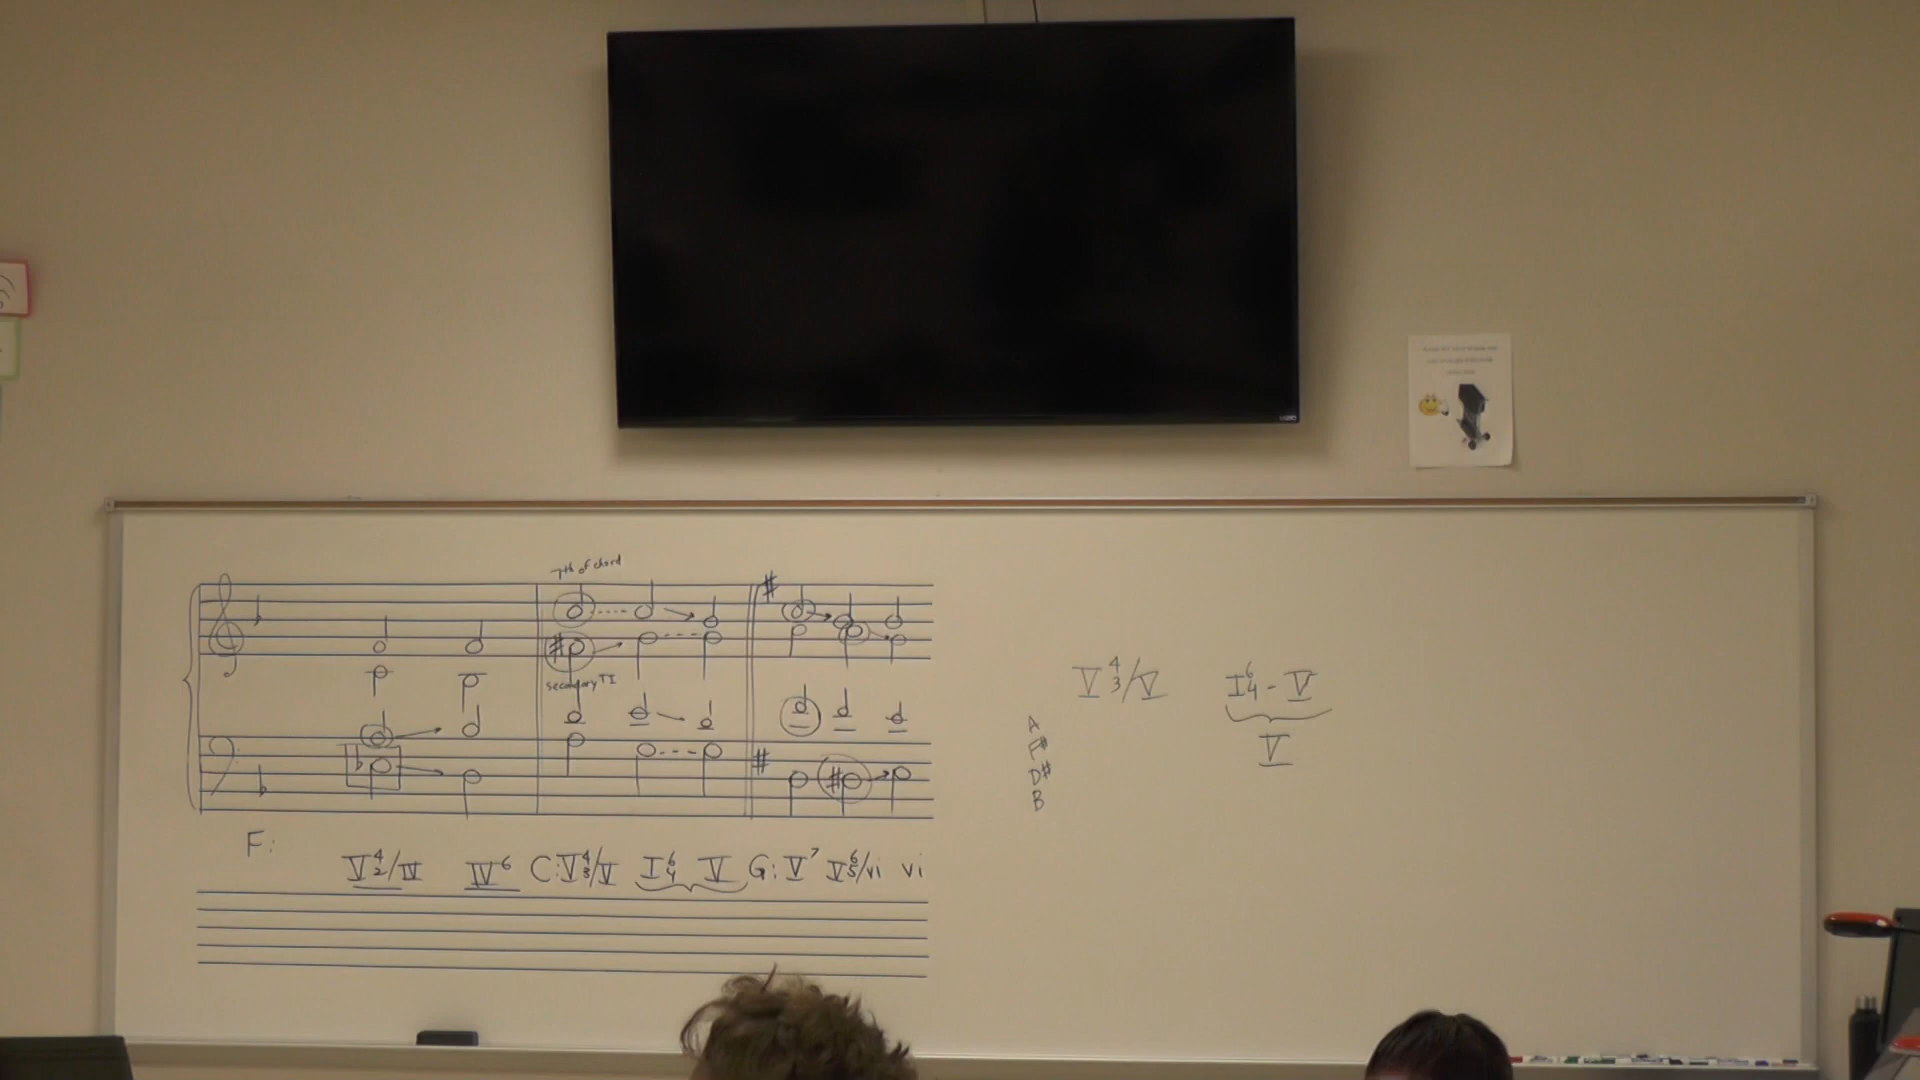 7th of chord
secondary TI
F: V4/2/IV IV6 C: V4/3/V I6/4 V G: V7 V6/5/vi vi
V4/3/V I6/4 - V
V
A
F#
D#
B